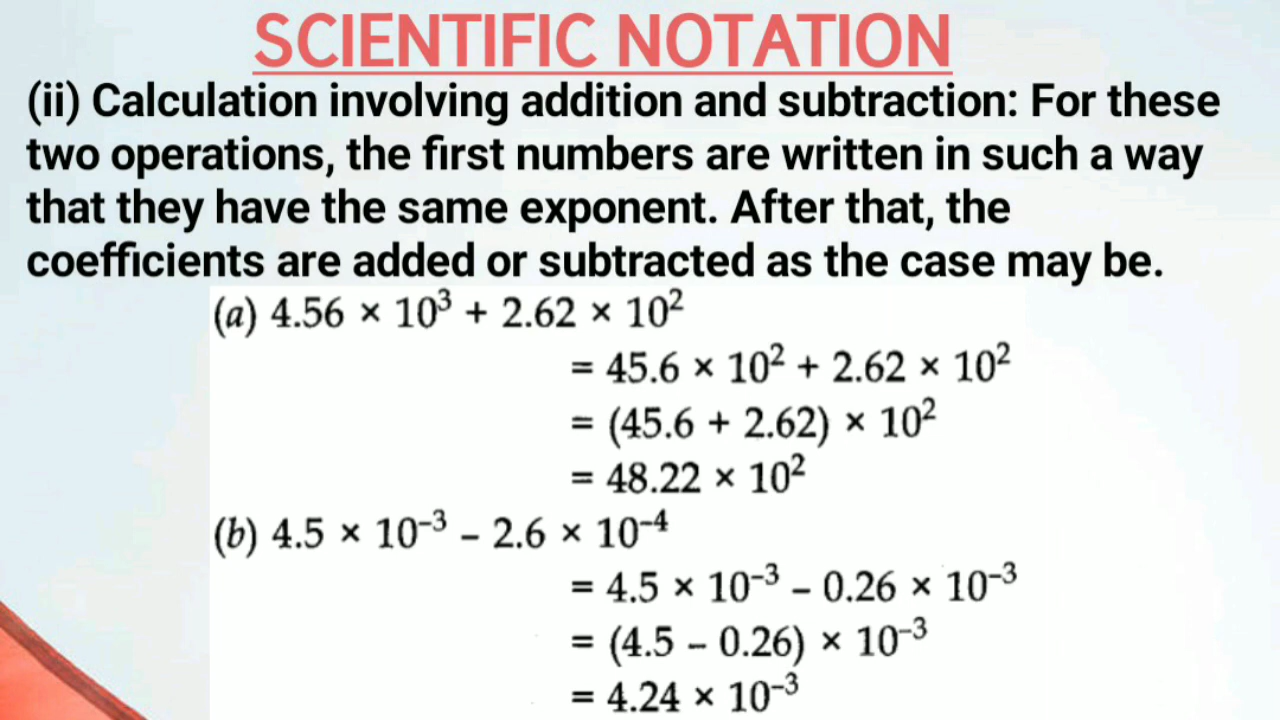 SCIENTIFIC NOTATION
(ii) Calculation involving addition and subtraction: For these
two operations, the first numbers are written in such a way
that they have the same exponent. After that, the
coefficients are added or subtracted as the case may be.
(a) 4.56 × 10³ + 2.62 × 10²
= 45.6 × 10² + 2.62 × 10²
= (45.6 + 2.62) × 10²
= 48.22 × 10²
(b) 4.5 × 10⁻³ – 2.6 × 10⁻⁴
= 4.5 × 10⁻³ – 0.26 × 10⁻³
= (4.5 – 0.26) × 10⁻³
= 4.24 × 10⁻³